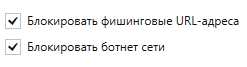 Блокировать фишинговые URL-адреса
Блокировать ботнет сети